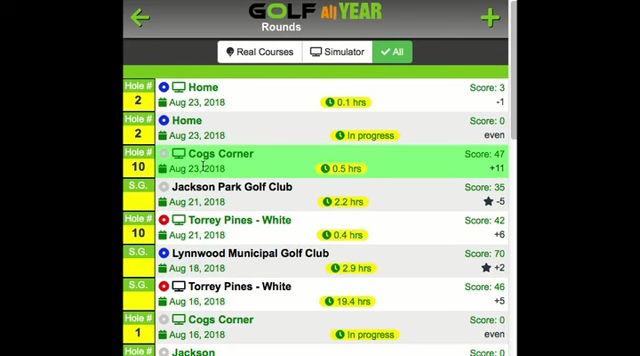 GOLF All YEAR
Rounds
Real Courses Simulator All
Hole # Home Score: 3
2 Aug 23, 2018 0.1 hrs -1
Hole # Home Score: 0
2 Aug 23, 2018 In progress even
Hole # Cogs Corner Score: 47
10 Aug 23, 2018 0.5 hrs +11
S.G. Jackson Park Golf Club Score: 35
Aug 21, 2018 2.2 hrs -5
Hole # Torrey Pines - White Score: 42
10 Aug 21, 2018 0.4 hrs +6
S.G. Lynnwood Municipal Golf Club Score: 70
Aug 18, 2018 2.9 hrs +2
S.G. Torrey Pines - White Score: 46
Aug 16, 2018 19.4 hrs +5
Hole # Cogs Corner Score: 0
1 Aug 16, 2018 In progress even
Hole # Jackson Score: 0